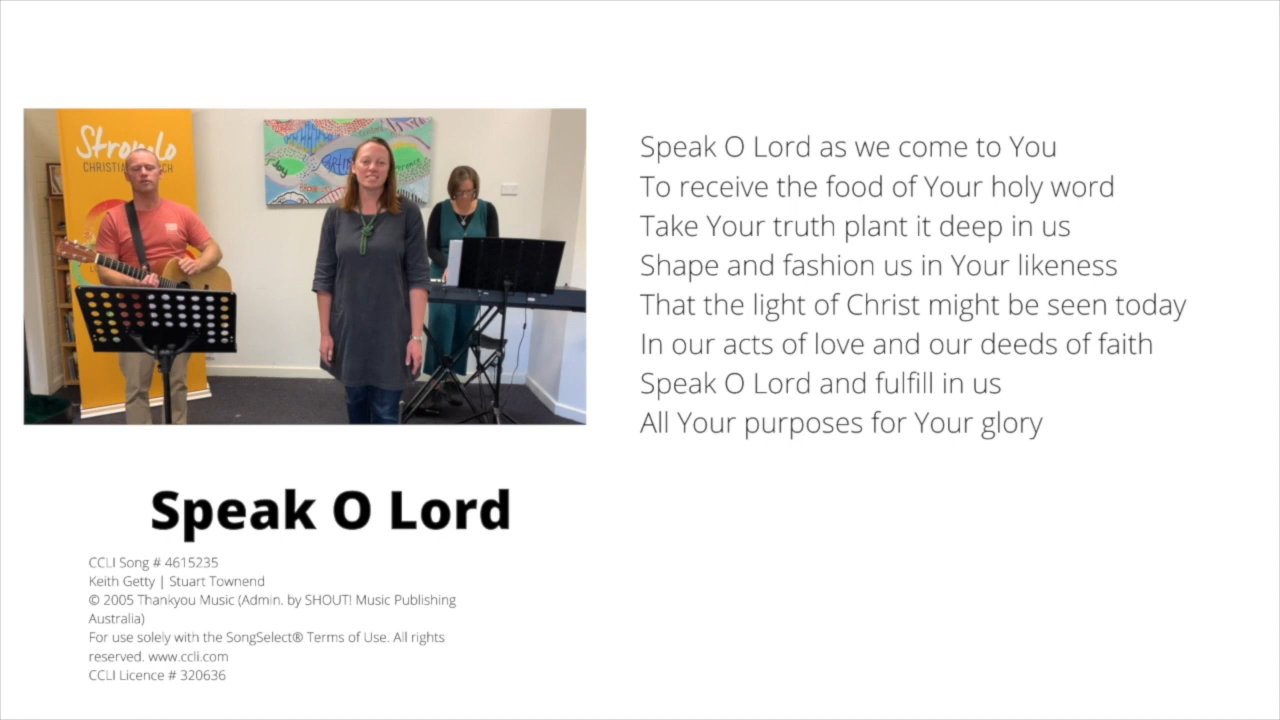 Stromlo
CHRISTIAN CHURCH
Speak O Lord as we come to You
To receive the food of Your holy word
Take Your truth plant it deep in us
Shape and fashion us in Your likeness
That the light of Christ might be seen today
In our acts of love and our deeds of faith
Speak O Lord and fulfill in us
All Your purposes for Your glory
Speak O Lord
CCLI Song # 4615235
Keith Getty | Stuart Townend
© 2005 Thankyou Music (Admin. by SHOUT! Music Publishing
Australia)
For use solely with the SongSelect® Terms of Use. All rights
reserved. www.ccli.com
CCLI Licence # 320636